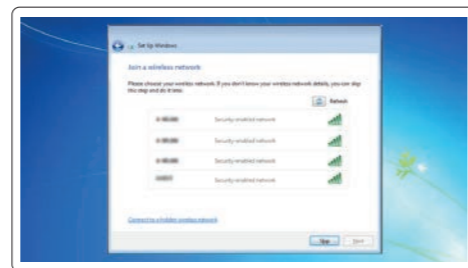 Set Up Windows
Join a wireless network
Please choose your wireless network. If you don't know your wireless network details, you can skip
this step and do it later.
Refresh
Security-enabled network
Security-enabled network
Security-enabled network
Security-enabled network
Connect to a hidden wireless network
Skip
Next